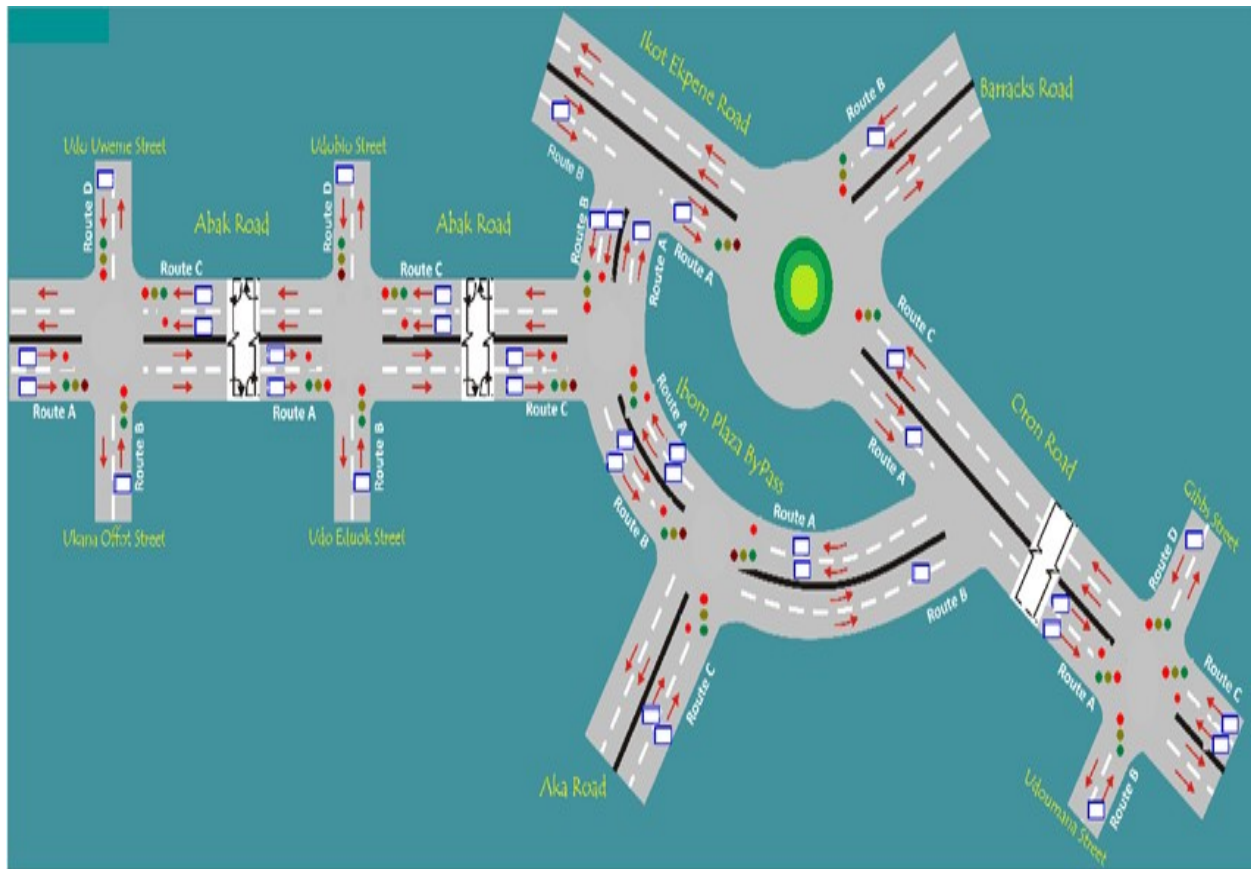 Ikot Ekpene Road
Barracks Road
Route B
Route B
Udo Uweme Street
Udobio Street
Route D
Route D
Abak Road
Abak Road
Route B
Route A
Route A
Route C
Route C
Route C
Route A
Route A
Route C
Route A
Ibom Plaza ByPass
Oron Road
Route A
Route B
Route B
Ukana Offot Street
Udo Eduok Street
Route B
Route A
Route B
Gibbs Street
Route D
Route C
Route A
Route C
Aka Road
Route B
Udoumana Street